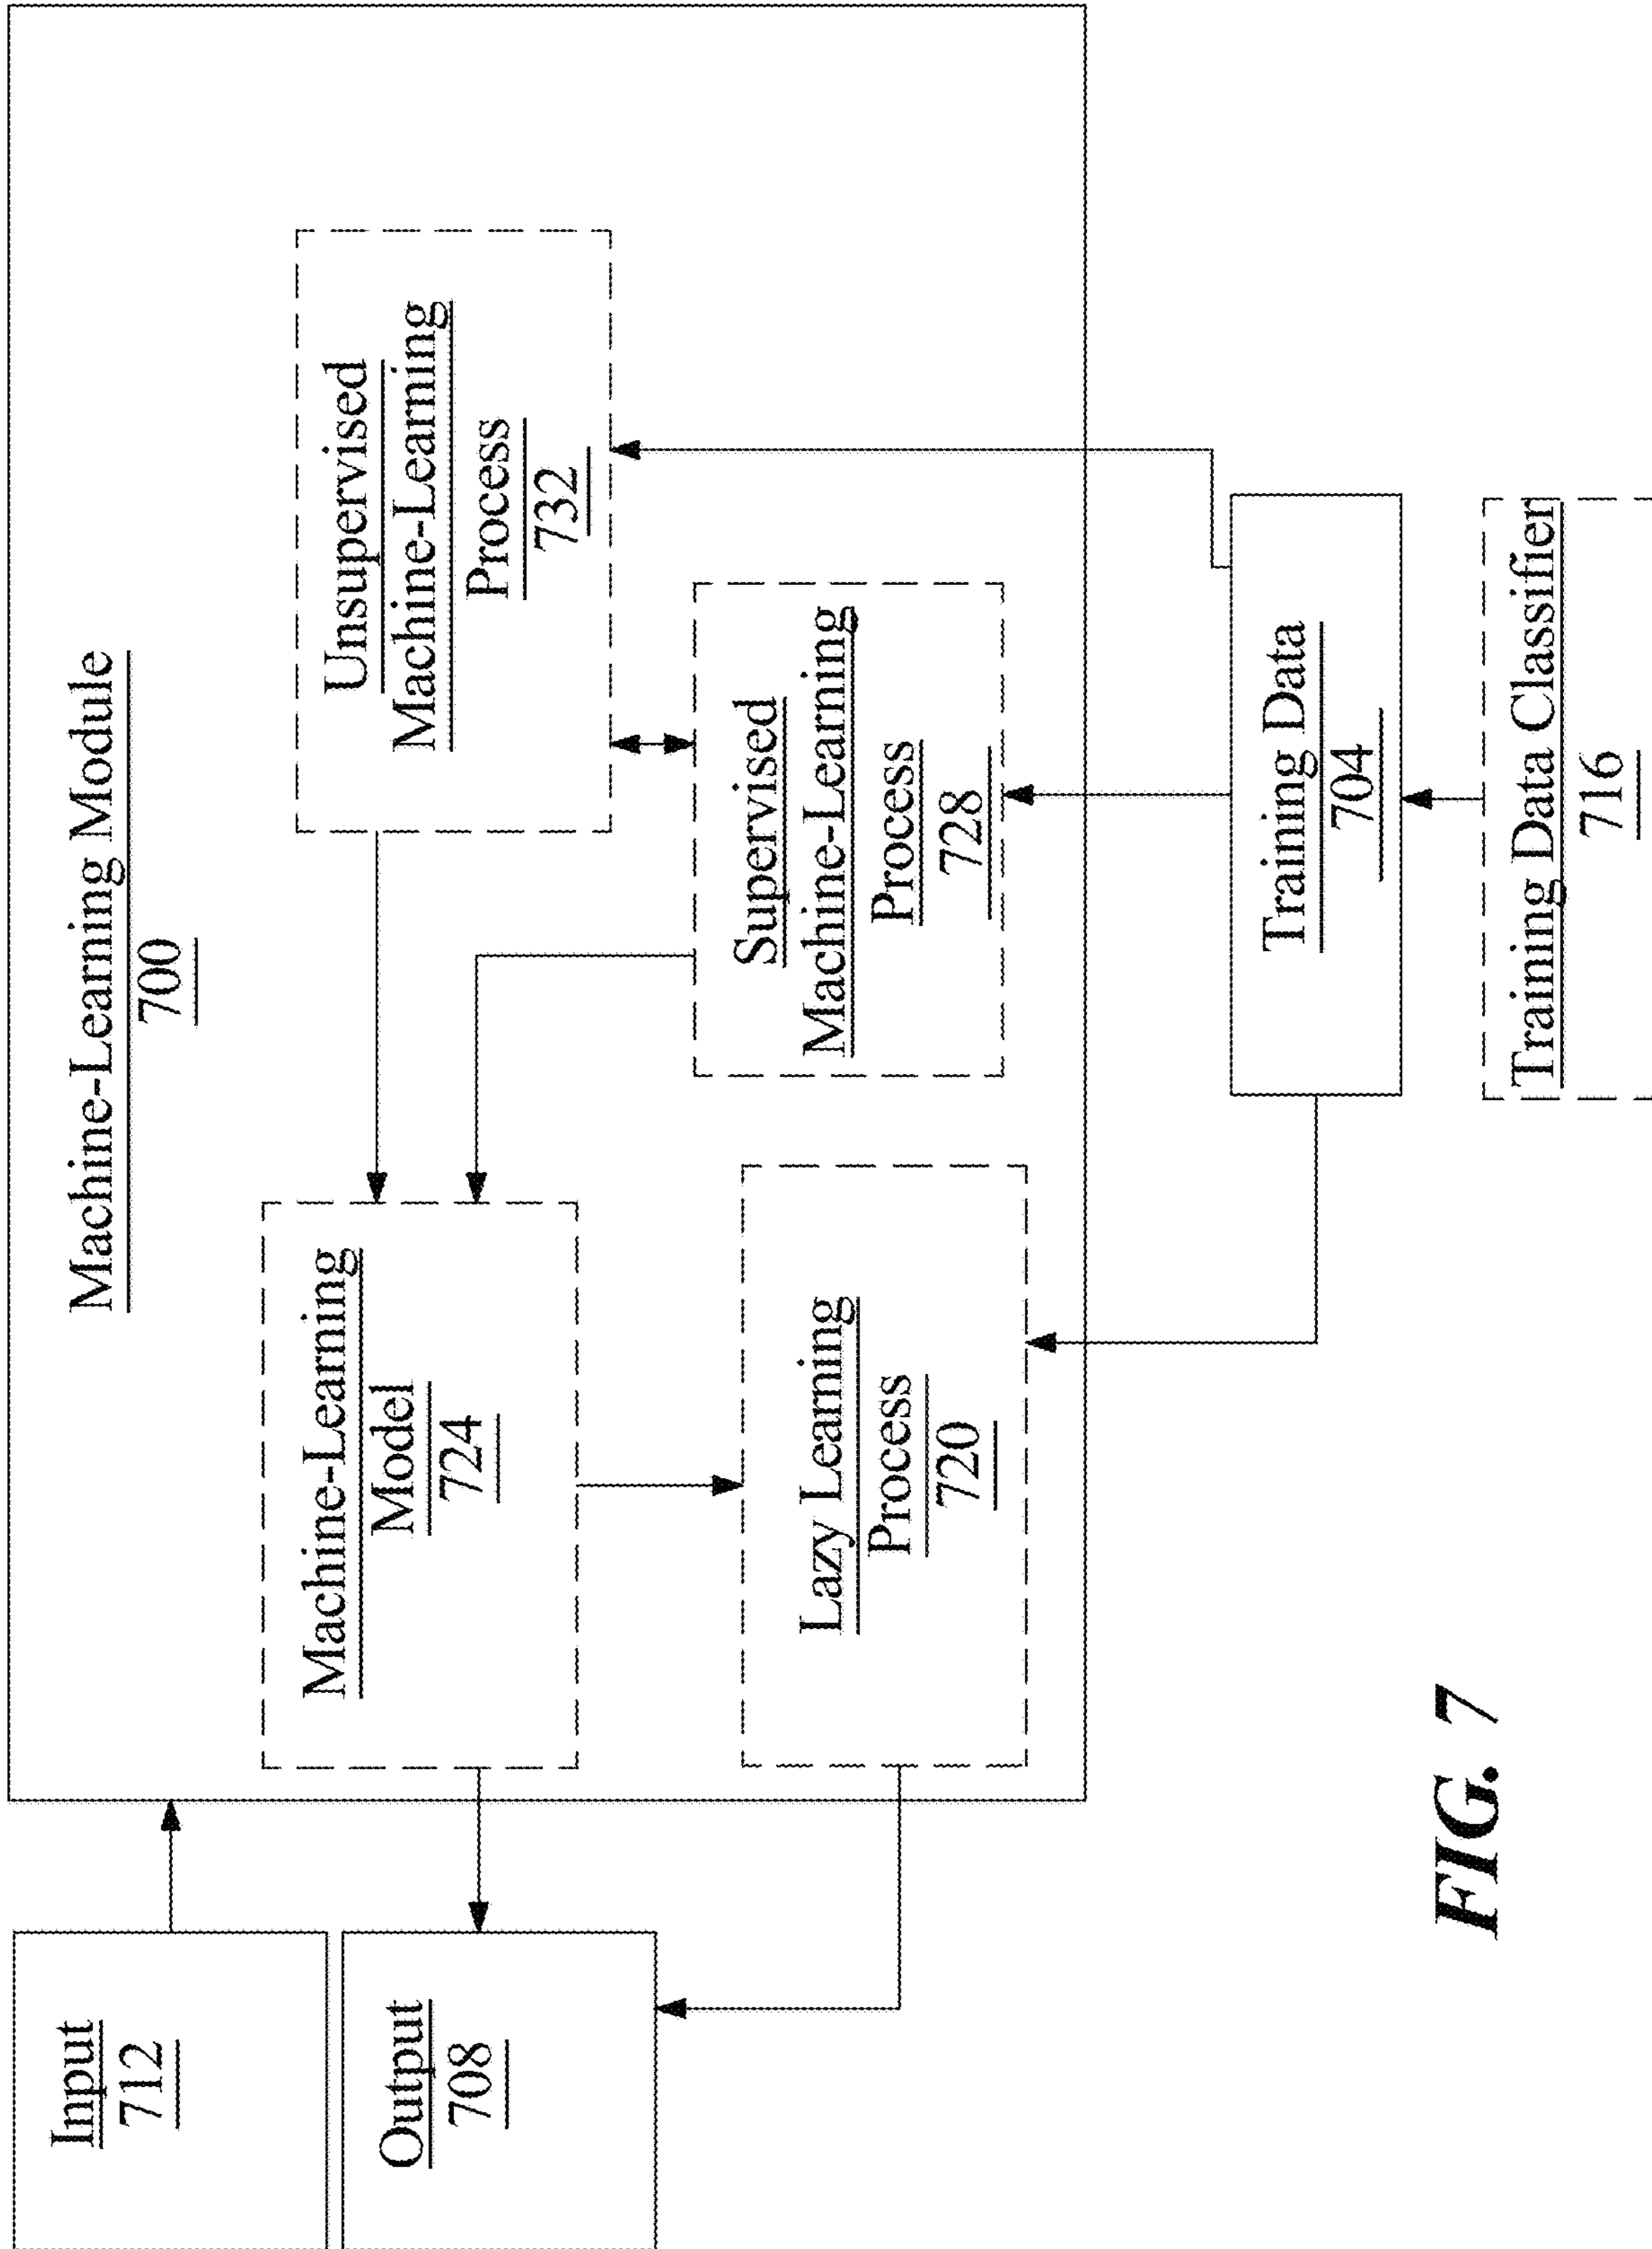 Machine-Learning Module
700
Input
712
Output
708
Machine-Learning
Model
724
Unsupervised
Machine-Learning
Process
732
Lazy Learning
Process
720
Supervised
Machine-Learning
Process
728
Training Data
704
Training Data Classifier
716
FIG. 7